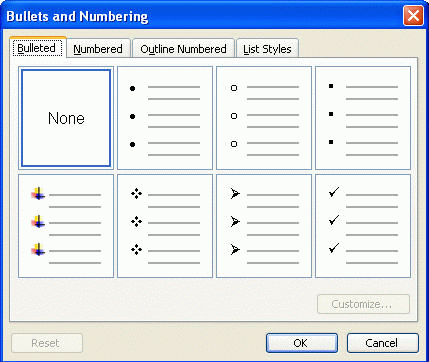 Bullets and Numbering
Bulleted Numbered Outline Numbered List Styles
None
Customize...
Reset OK Cancel